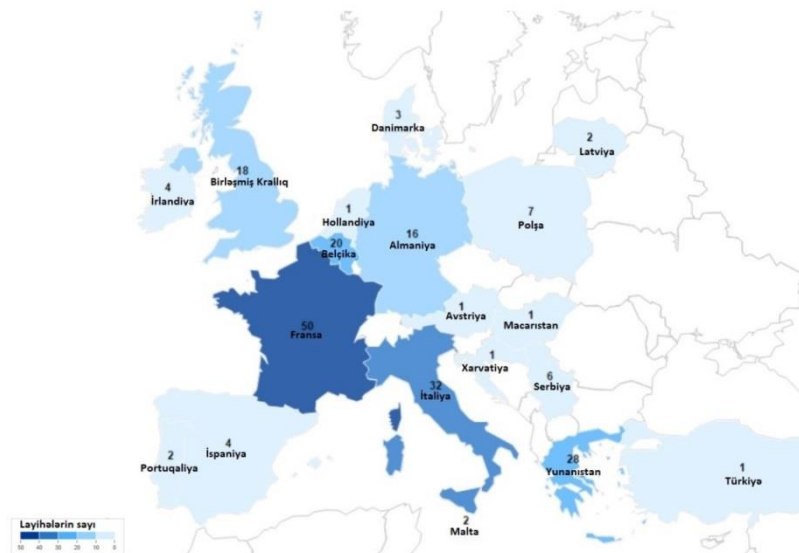 3
Danimarka
2
Latviya
18
Birləşmiş Krallıq
4
İrlandiya
1
Hollandiya
7
Polşa
16
Almaniya
20
Belçika
1
Avstriya
1
Macarıstan
50
Fransa
1
Xarvatiya
6
Serbiya
32
İtaliya
4
İspaniya
2
Portuqaliya
28
Yunanıstan
1
Türkiyə
2
Malta
Layihələrin sayı
50 40 30 20 10 0